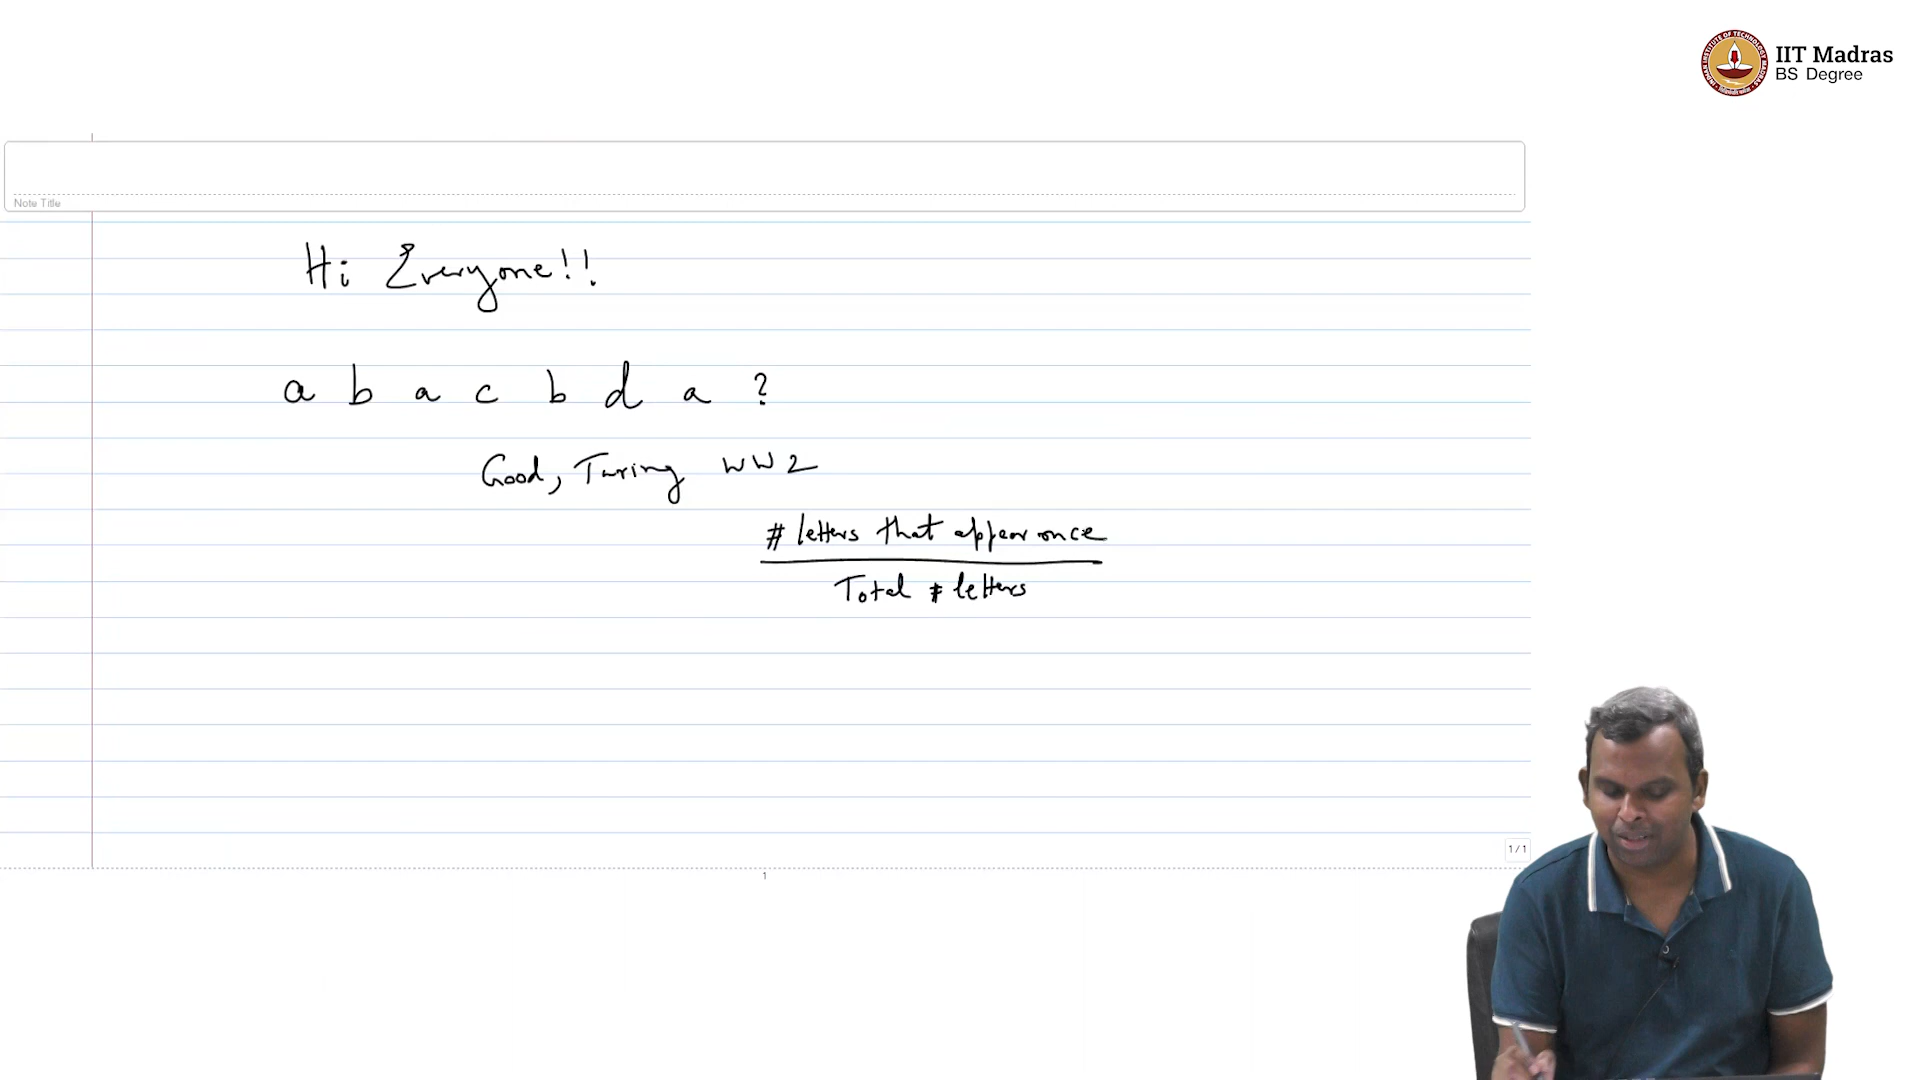 IIT Madras
BS Degree
Note Title
Hi Everyone!!
a b a c b d a ?
Good, Turing WW2
# letters that appear once
Total # letters
1/1
1